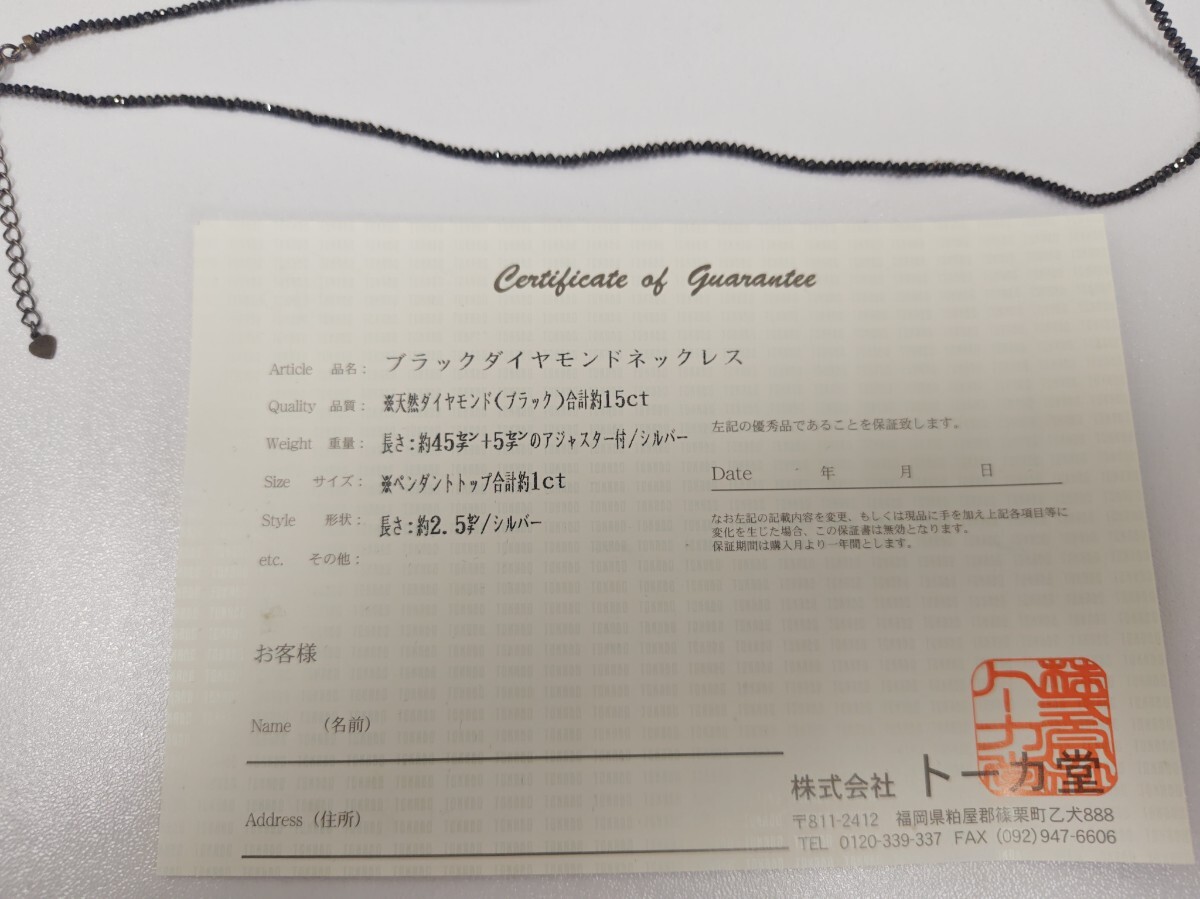 Certificate of Guarantee
Article 品名： ブラックダイヤモンドネックレス
Quality 品質： ※天然ダイヤモンド(ブラック)合計約15ct
Weight 重量： 長さ:約45㌢+5㌢のアジャスター付/シルバー
Size サイズ： ※ペンダントトップ合計約1ct
Style 形状： 長さ:約2.5㌢/シルバー
etc. その他：
左記の優秀品であることを保証致します。
Date 年 月 日
なお左記の記載内容を変更、もしくは現品に手を加え上記各項目等に
変化を生じた場合、この保証書は無効となります。
保証期間は購入月より一年間とします。
お客様
Name （名前）
Address（住所）
株式会社 トーカ堂
〒811-2412 福岡県粕屋郡篠栗町乙犬888
TEL 0120-339-337 FAX (092)947-6606